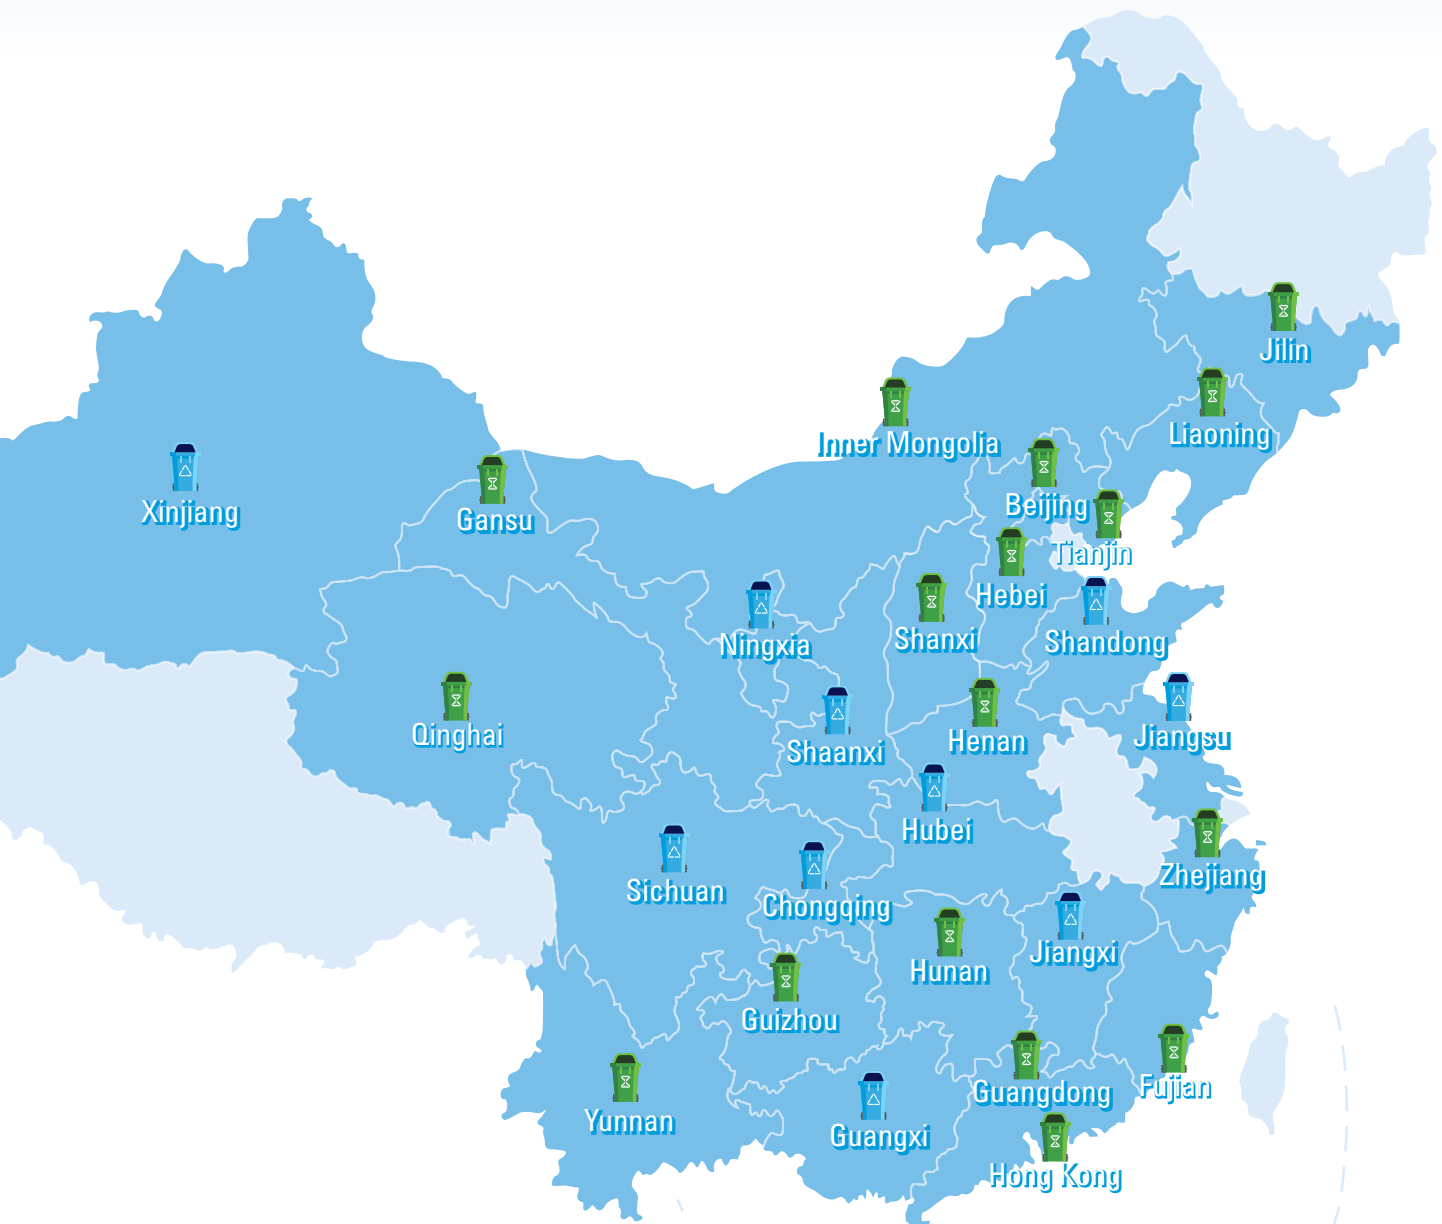 Jilin
Liaoning
Inner Mongolia
Beijing
Xinjiang
Gansu
Tianjin
Hebei
Shanxi
Shandong
Ningxia
Qinghai
Henan
Jiangsu
Shaanxi
Hubei
Zhejiang
Sichuan
Chongqing
Jiangxi
Hunan
Guizhou
Fujian
Guangdong
Yunnan
Guangxi
Hong Kong